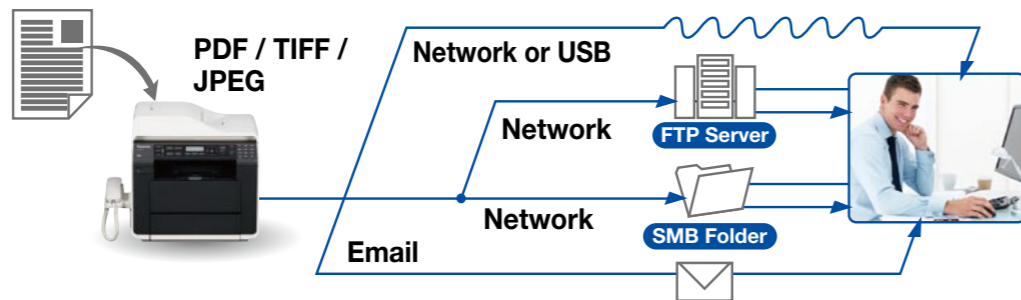 PDF / TIFF /
JPEG
Network or USB
Network
FTP Server
Network
SMB Folder
Email